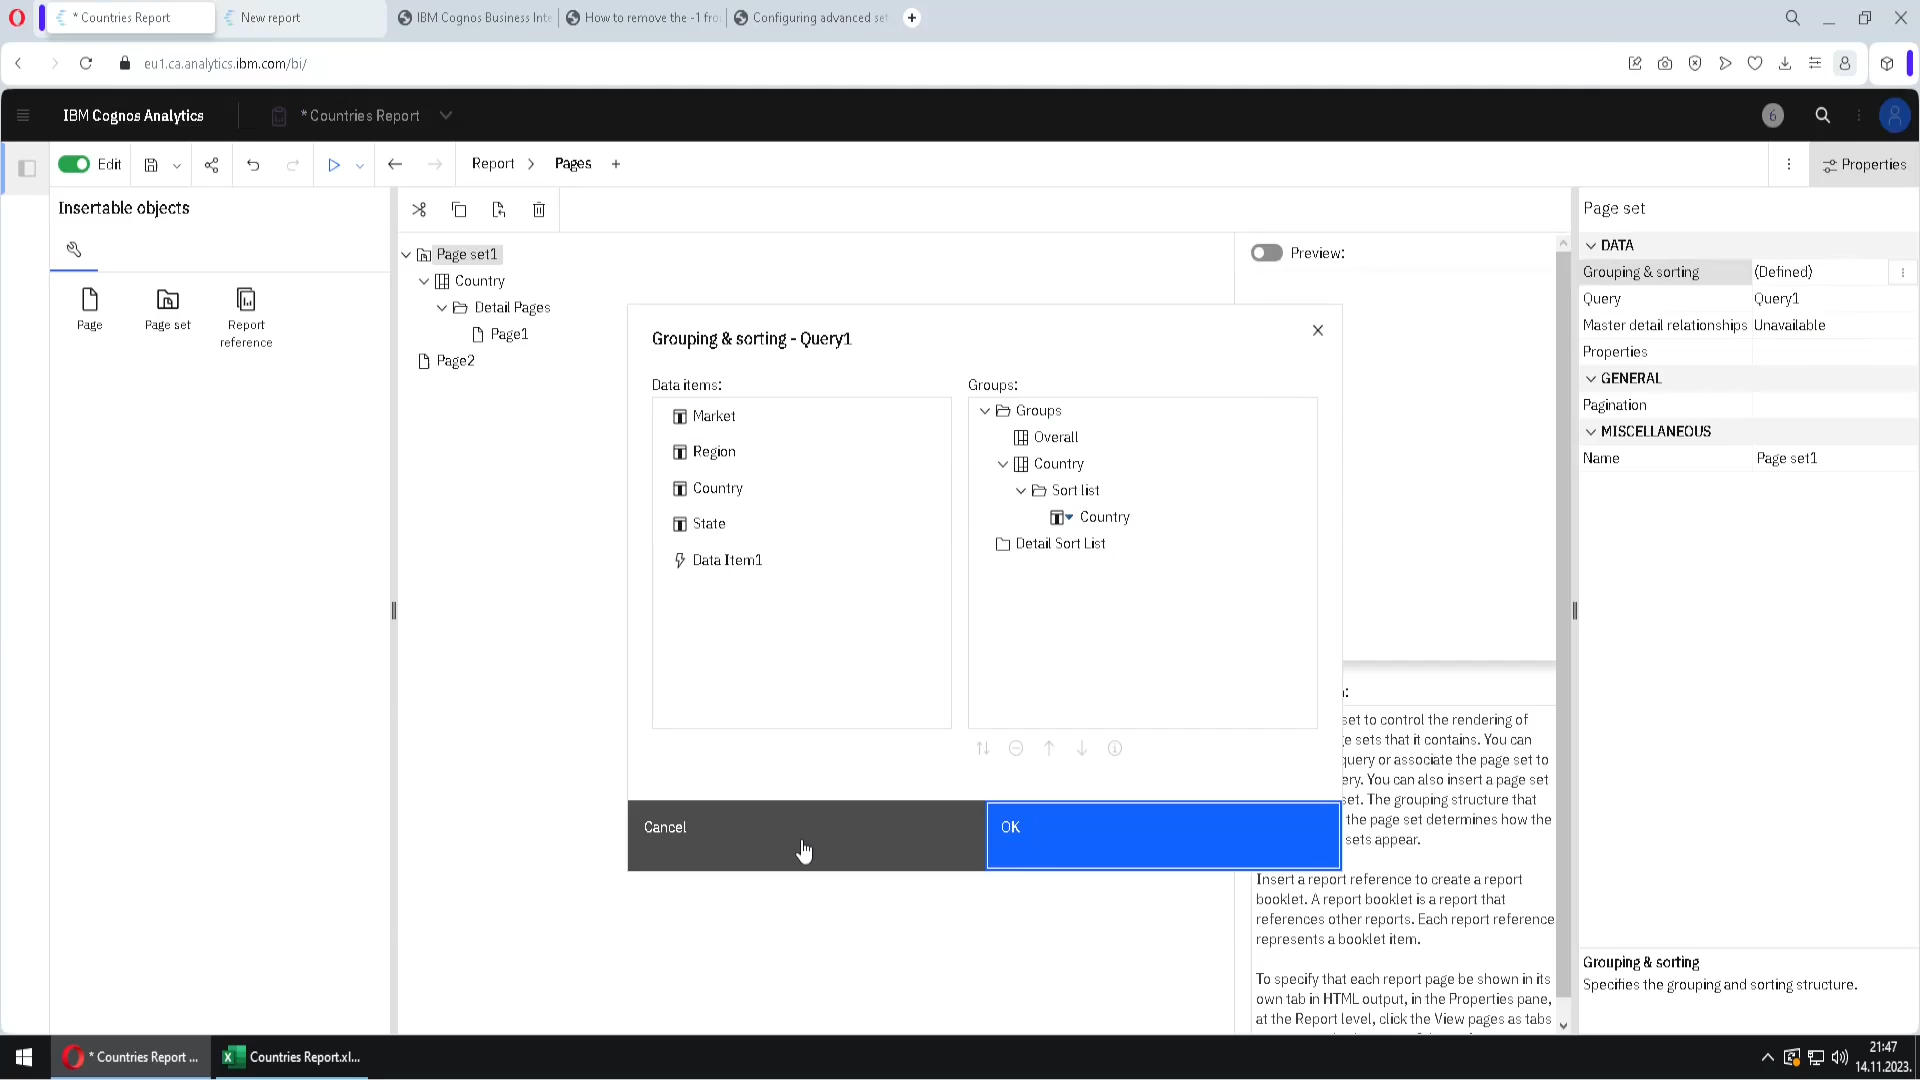 * Countries Report
New report
IBM Cognos Business Inte
How to remove the -1 fro
Configuring advanced set
eu1.ca.analytics.ibm.com/bi/
IBM Cognos Analytics
* Countries Report
6
Edit
Report
Pages
Properties
Insertable objects
Page
Page set
Report reference
Page set1
Country
Detail Pages
Page1
Page2
Preview:
Grouping & sorting - Query1
Data items:
Market
Region
Country
State
Data Item1
Groups:
Groups
Overall
Country
Sort list
Country
Detail Sort List
Cancel
OK
set to control the rendering of
e sets that it contains. You can
query or associate the page set to
ery. You can also insert a page set
set. The grouping structure that
the page set determines how the
sets appear.
Insert a report reference to create a report
booklet. A report booklet is a report that
references other reports. Each report reference
represents a booklet item.
To specify that each report page be shown in its
own tab in HTML output, in the Properties pane,
at the Report level, click the View pages as tabs
Page set
DATA
Grouping & sorting (Defined)
Query Query1
Master detail relationships Unavailable
Properties
GENERAL
Pagination
MISCELLANEOUS
Name Page set1
Grouping & sorting
Specifies the grouping and sorting structure.
* Countries Report ...
Countries Report.xl...
21:47
14.11.2023.